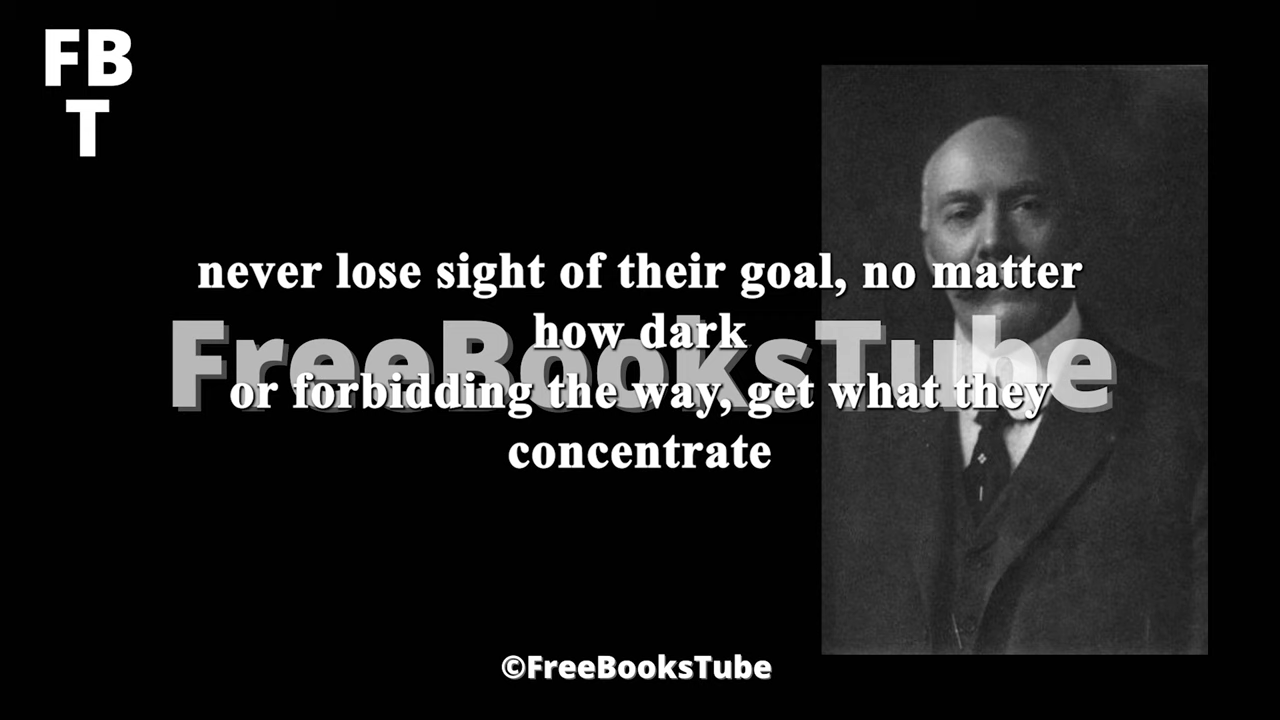 FB
T
never lose sight of their goal, no matter
how dark
FreeBooksTube
or forbidding the way, get what they
concentrate
©FreeBooksTube